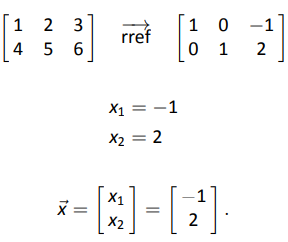 [1 2 3 4 5 6] →rref [1 0 −1 0 1 2]
x₁ = −1
x₂ = 2
x⃗ = [x₁ x₂] = [−1 2].